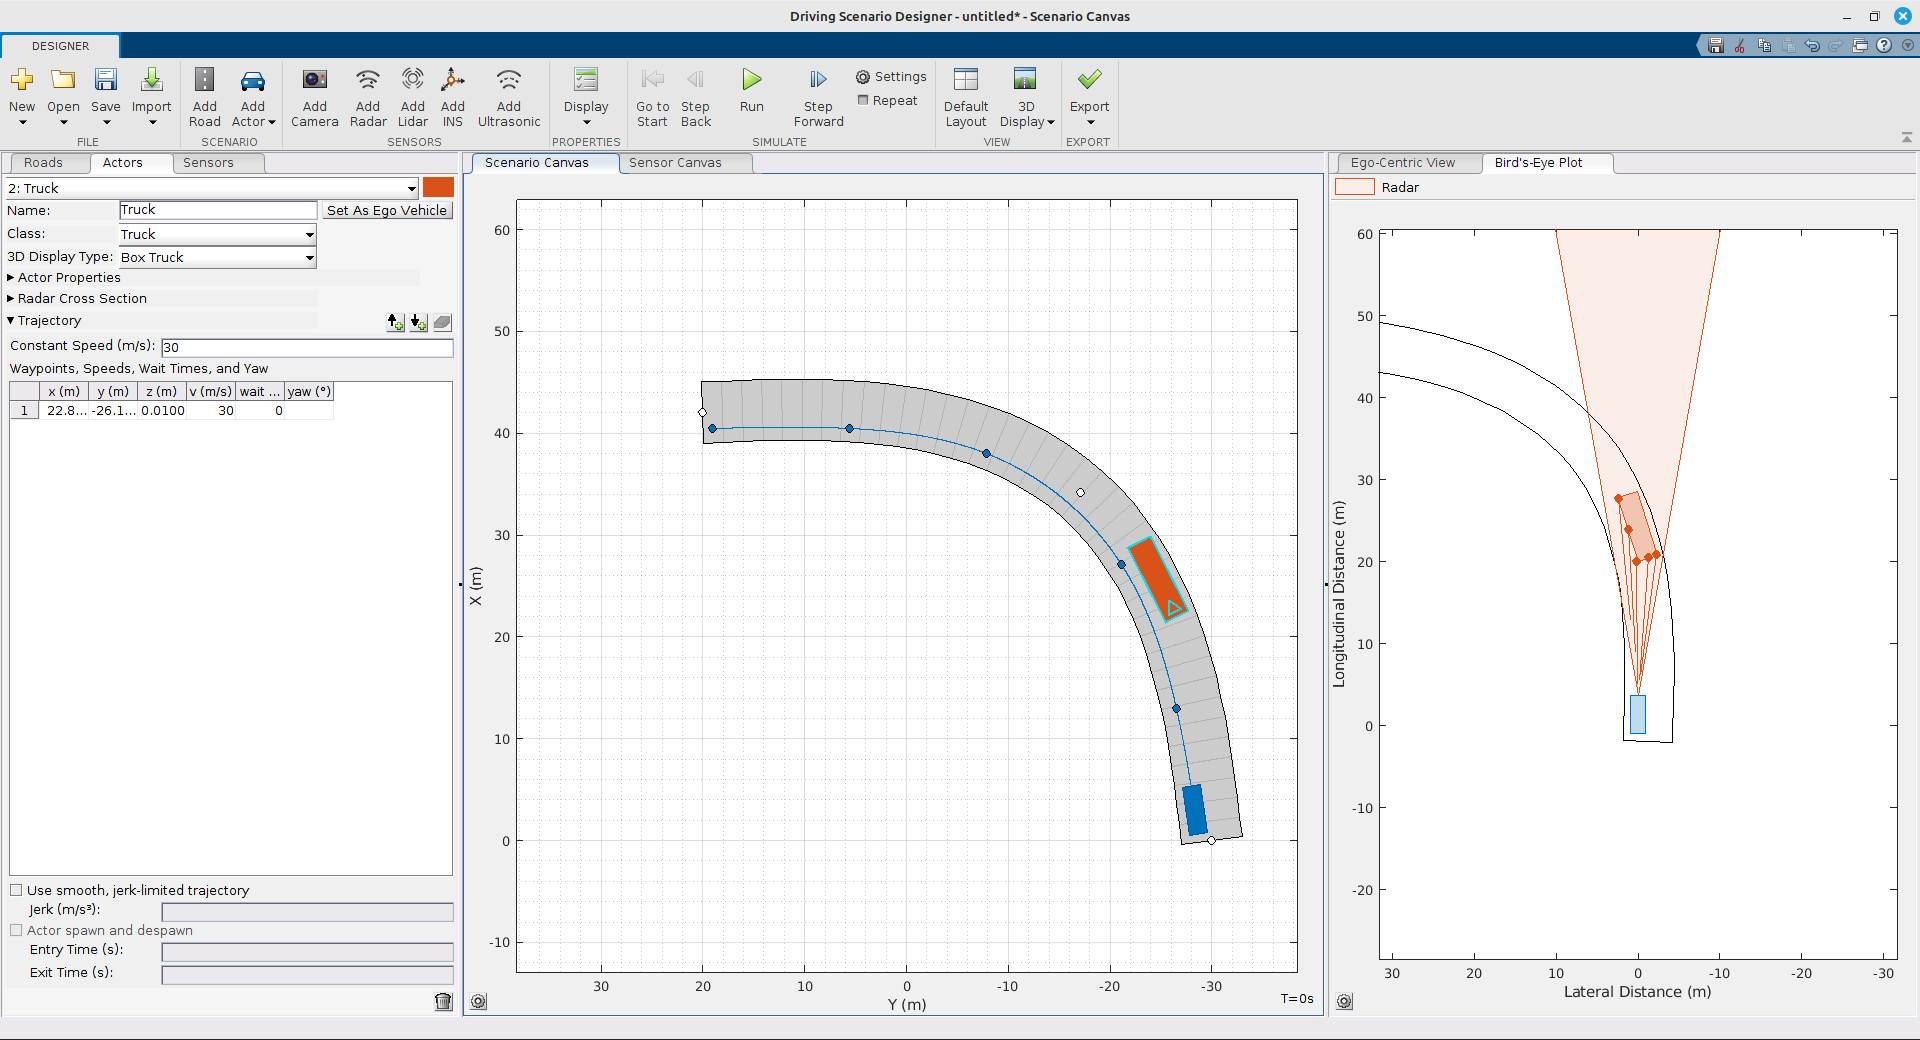 Driving Scenario Designer - untitled* - Scenario Canvas
DESIGNER
New Open Save Import
FILE
Add Road Add Actor
SCENARIO
Add Camera Add Radar Add Lidar Add INS Add Ultrasonic
SENSORS
Display
PROPERTIES
Go to Start Step Back Run Step Forward Settings Repeat
SIMULATE
Default Layout 3D Display
VIEW
Export
EXPORT
Roads Actors Sensors
2: Truck
Name: Truck Set As Ego Vehicle
Class: Truck
3D Display Type: Box Truck
Actor Properties
Radar Cross Section
Trajectory
Constant Speed (m/s): 30
Waypoints, Speeds, Wait Times, and Yaw
x (m) y (m) z (m) v (m/s) wait ... yaw (°)
1 22.8... -26.1... 0.0100 30 0
Use smooth, jerk-limited trajectory
Jerk (m/s³):
Actor spawn and despawn
Entry Time (s):
Exit Time (s):
Scenario Canvas Sensor Canvas
60
50
40
30
20
10
0
-10
X (m)
30 20 10 0 -10 -20 -30
Y (m)
T=0s
Ego-Centric View Bird's-Eye Plot
Radar
60
50
40
30
20
10
0
-10
-20
Longitudinal Distance (m)
30 20 10 0 -10 -20 -30
Lateral Distance (m)